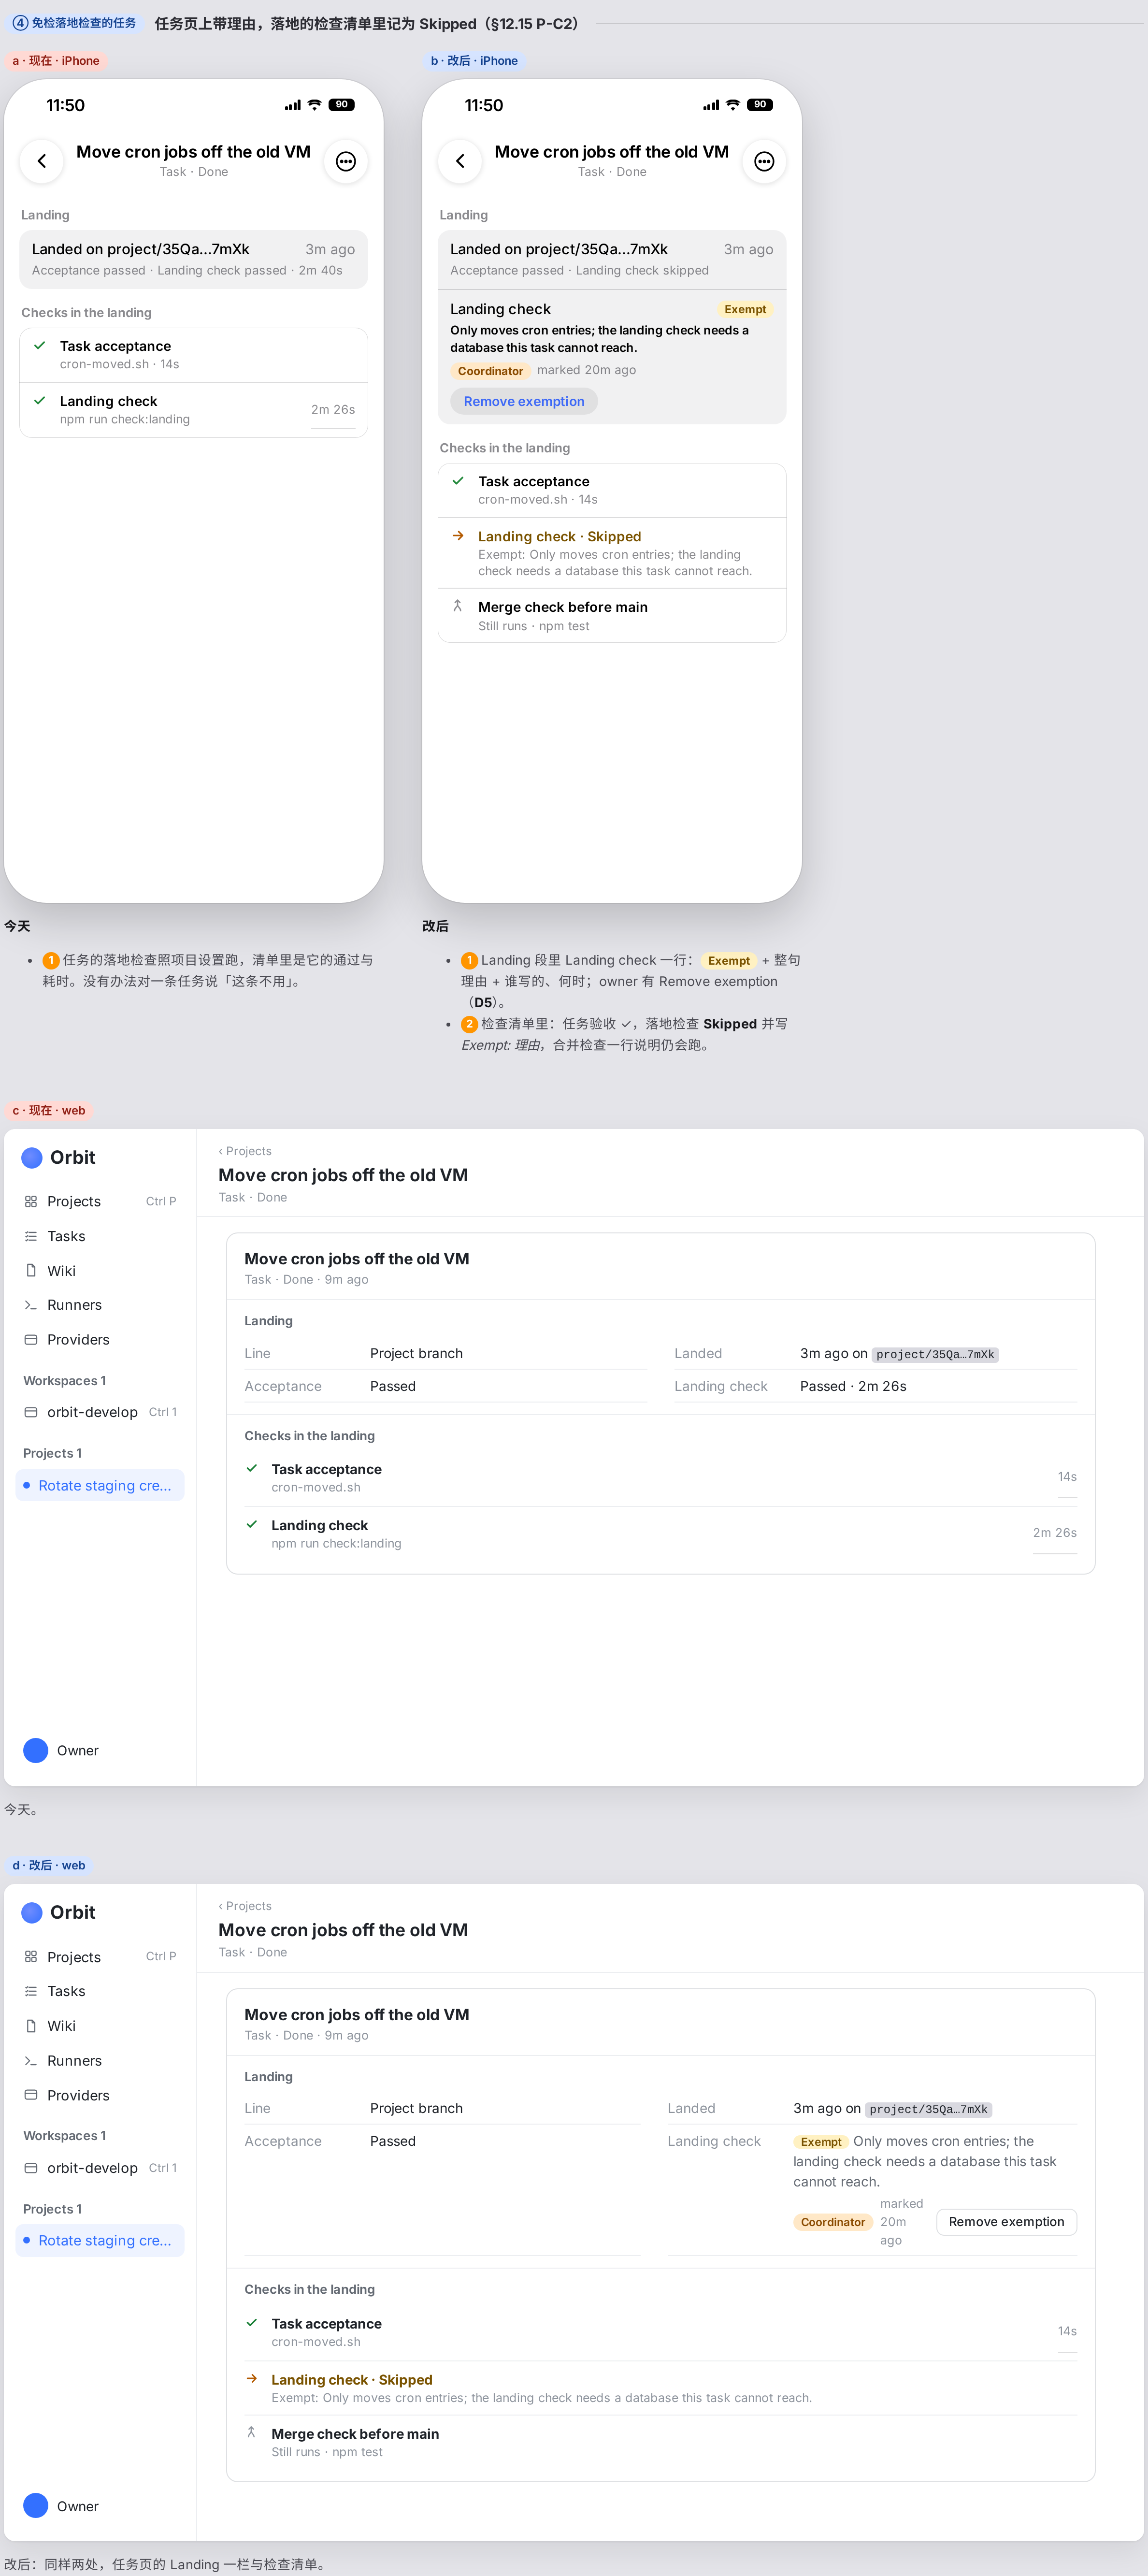 ④ 免检落地检查的任务 任务页上带理由，落地的检查清单里记为 Skipped（§12.15 P-C2）
a · 现在 · iPhone
11:50
90
Move cron jobs off the old VM
Task · Done
Landing
Landed on project/35Qa…7mXk 3m ago
Acceptance passed · Landing check passed · 2m 40s
Checks in the landing
Task acceptance
cron-moved.sh · 14s
Landing check
npm run check:landing
2m 26s
今天
1 任务的落地检查照项目设置跑，清单里是它的通过与
耗时。没有办法对一条任务说「这条不用」。
b · 改后 · iPhone
11:50
90
Move cron jobs off the old VM
Task · Done
Landing
Landed on project/35Qa…7mXk 3m ago
Acceptance passed · Landing check skipped
Landing check Exempt
Only moves cron entries; the landing check needs a
database this task cannot reach.
Coordinator marked 20m ago
Remove exemption
Checks in the landing
Task acceptance
cron-moved.sh · 14s
Landing check · Skipped
Exempt: Only moves cron entries; the landing
check needs a database this task cannot reach.
Merge check before main
Still runs · npm test
改后
1 Landing 段里 Landing check 一行：Exempt + 整句
理由 + 谁写的、何时；owner 有 Remove exemption
（D5）。
2 检查清单里：任务验收 ✓，落地检查 Skipped 并写
Exempt: 理由，合并检查一行说明仍会跑。
c · 现在 · web
Orbit
Projects Ctrl P
Tasks
Wiki
Runners
Providers
Workspaces 1
orbit-develop Ctrl 1
Projects 1
Rotate staging cre…
Owner
‹ Projects
Move cron jobs off the old VM
Task · Done
Move cron jobs off the old VM
Task · Done · 9m ago
Landing
Line Project branch
Landed 3m ago on project/35Qa…7mXk
Acceptance Passed
Landing check Passed · 2m 26s
Checks in the landing
Task acceptance
cron-moved.sh
14s
Landing check
npm run check:landing
2m 26s
今天。
d · 改后 · web
Orbit
Projects Ctrl P
Tasks
Wiki
Runners
Providers
Workspaces 1
orbit-develop Ctrl 1
Projects 1
Rotate staging cre…
Owner
‹ Projects
Move cron jobs off the old VM
Task · Done
Move cron jobs off the old VM
Task · Done · 9m ago
Landing
Line Project branch
Landed 3m ago on project/35Qa…7mXk
Acceptance Passed
Landing check Exempt Only moves cron entries; the
landing check needs a database this task
cannot reach.
Coordinator marked
20m
ago
Remove exemption
Checks in the landing
Task acceptance
cron-moved.sh
14s
Landing check · Skipped
Exempt: Only moves cron entries; the landing check needs a database this task cannot reach.
Merge check before main
Still runs · npm test
改后：同样两处，任务页的 Landing 一栏与检查清单。